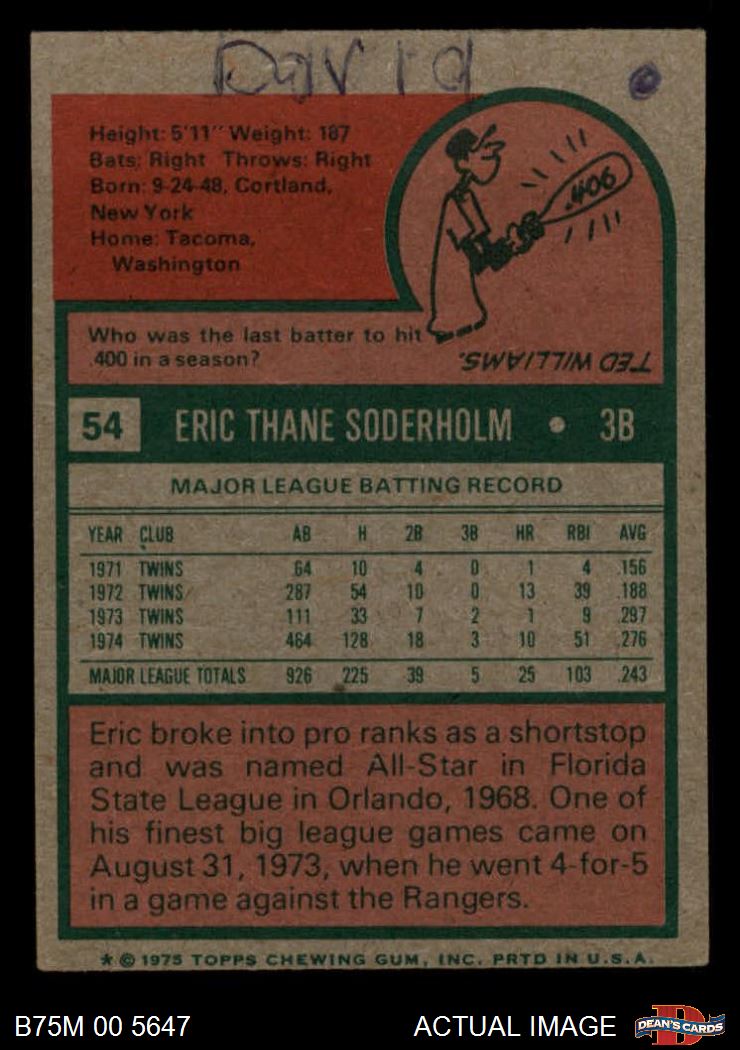 David
Height: 5'11" Weight: 187
Bats: Right Throws: Right
Born: 9-24-48, Cortland,
New York
Home: Tacoma,
Washington
.406
Who was the last batter to hit
.400 in a season?
TED WILLIAMS.
54 ERIC THANE SODERHOLM • 3B
MAJOR LEAGUE BATTING RECORD
YEAR CLUB AB H 2B 3B HR RBI AVG
1971 TWINS 64 10 4 0 1 4 .156
1972 TWINS 287 54 10 0 13 39 .188
1973 TWINS 111 33 7 2 1 9 .297
1974 TWINS 464 128 18 3 10 51 .276
MAJOR LEAGUE TOTALS 926 225 39 5 25 103 .243
Eric broke into pro ranks as a shortstop
and was named All-Star in Florida
State League in Orlando, 1968. One of
his finest big league games came on
August 31, 1973, when he went 4-for-5
in a game against the Rangers.
* © 1975 TOPPS CHEWING GUM, INC. PRTD IN U.S.A.
B75M 00 5647 ACTUAL IMAGE DEAN'S CARDS